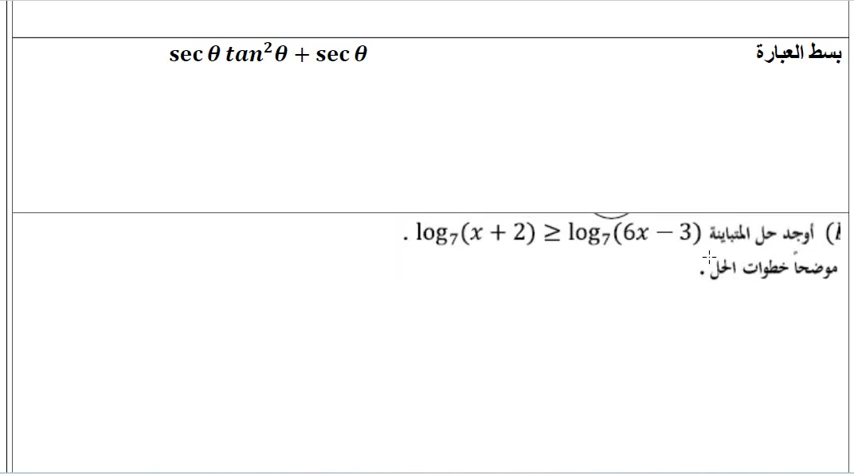 بسط العبارة sec θ tan²θ + sec θ
أوجد حل المتباينة log₇(x + 2) ≥ log₇(6x − 3) .
موضحاً خطوات الحل .